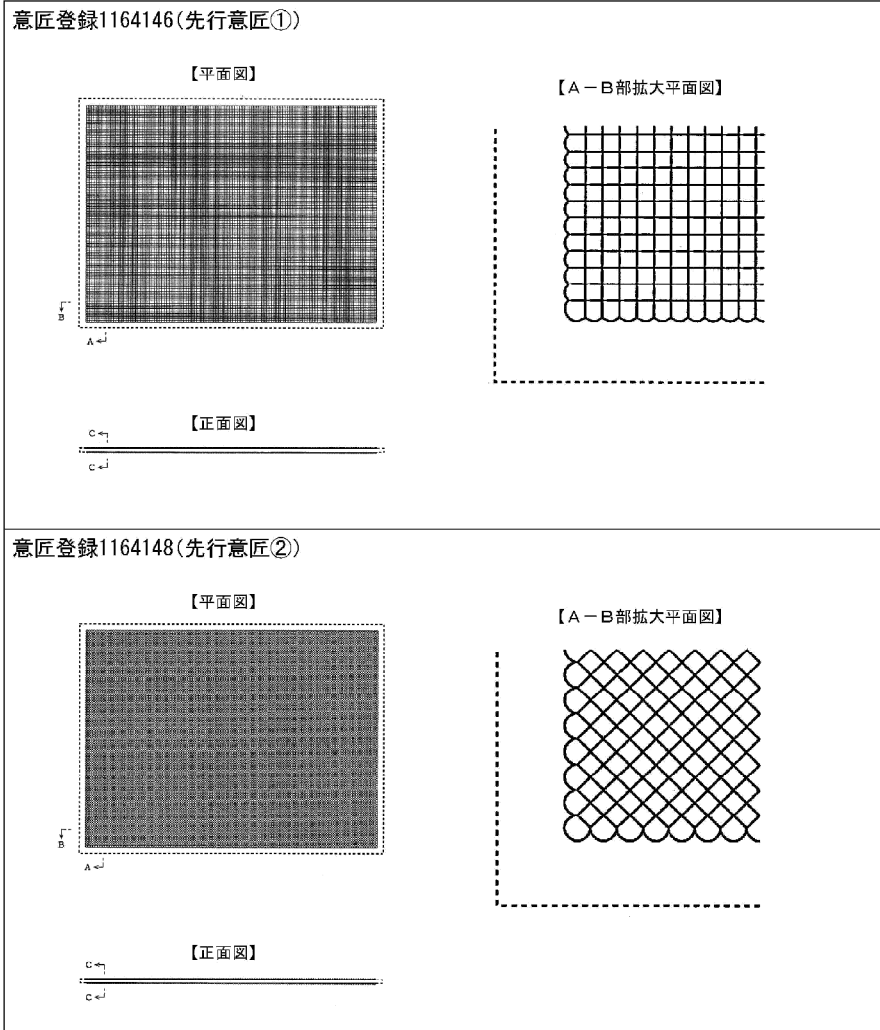 意匠登録1164146(先行意匠①)
【平面図】
【A－B部拡大平面図】
B
A
【正面図】
C
C
意匠登録1164148(先行意匠②)
【平面図】
【A－B部拡大平面図】
B
A
【正面図】
C
C